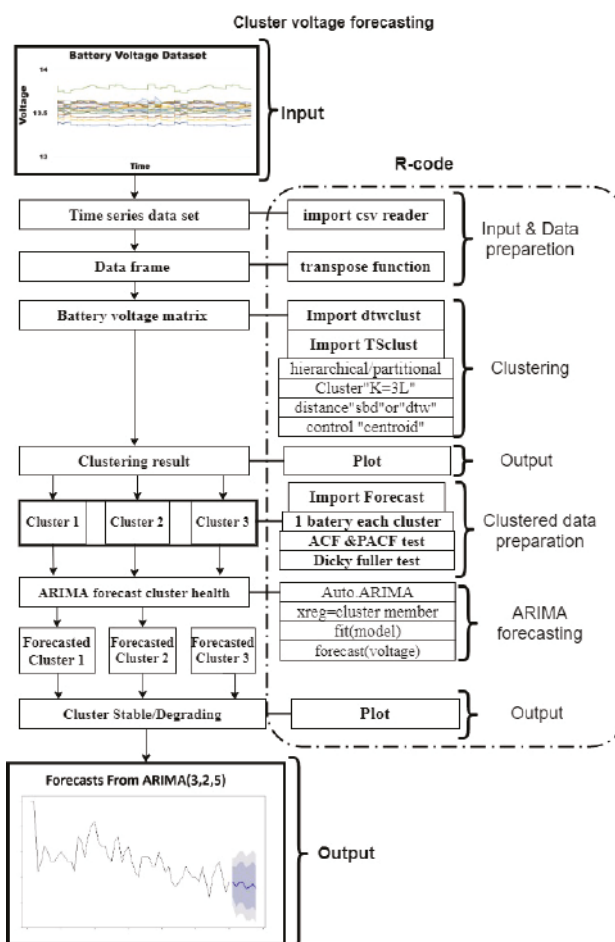 Cluster voltage forecasting
Battery Voltage Dataset
14
Voltage
13.5
13
Time
Input
R-code
Time series data set
import csv reader
Input & Data
preparetion
Data frame
transpose function
Battery voltage matrix
Import dtwclust
Import TSclust
hierarchical/partitional
Cluster"K=3L"
distance"sbd"or"dtw"
control "centroid"
Clustering
Clustering result
Plot
Output
Cluster 1
Cluster 2
Cluster 3
Import Forecast
1 batery each cluster
ACF &PACF test
Dicky fuller test
Clustered data
preparation
ARIMA forecast cluster health
Auto.ARIMA
xreg=cluster member
fit(model)
forecast(voltage)
ARIMA
forecasting
Forecasted
Cluster 1
Forecasted
Cluster 2
Forecasted
Cluster 3
Cluster Stable/Degrading
Plot
Output
Forecasts From ARIMA(3,2,5)
Output